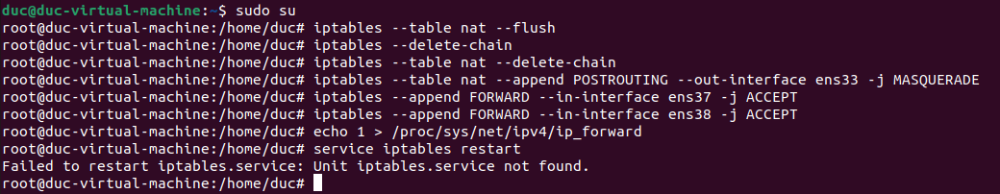 duc@duc-virtual-machine:~$ sudo su
root@duc-virtual-machine:/home/duc# iptables --table nat --flush
root@duc-virtual-machine:/home/duc# iptables --delete-chain
root@duc-virtual-machine:/home/duc# iptables --table nat --delete-chain
root@duc-virtual-machine:/home/duc# iptables --table nat --append POSTROUTING --out-interface ens33 -j MASQUERADE
root@duc-virtual-machine:/home/duc# iptables --append FORWARD --in-interface ens37 -j ACCEPT
root@duc-virtual-machine:/home/duc# iptables --append FORWARD --in-interface ens38 -j ACCEPT
root@duc-virtual-machine:/home/duc# echo 1 > /proc/sys/net/ipv4/ip_forward
root@duc-virtual-machine:/home/duc# service iptables restart
Failed to restart iptables.service: Unit iptables.service not found.
root@duc-virtual-machine:/home/duc#